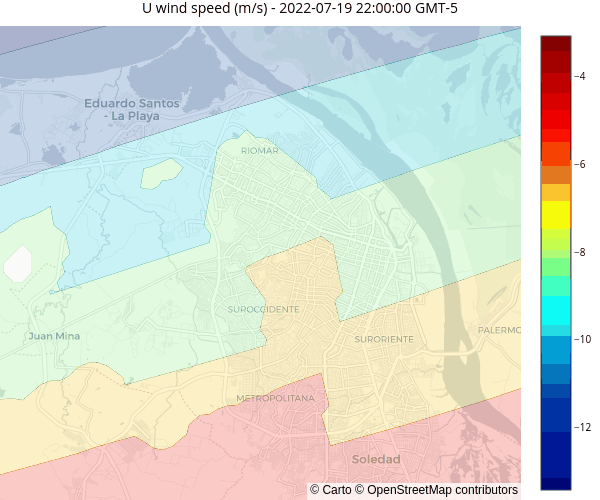 U wind speed (m/s) - 2022-07-19 22:00:00 GMT-5
−4
Eduardo Santos
- La Playa
RIOMAR
−6
−8
SUROCCIDENTE
Juan Mina
SURORIENTE
PALERMO
−10
METROPOLITANA
−12
Soledad
© Carto © OpenStreetMap contributors